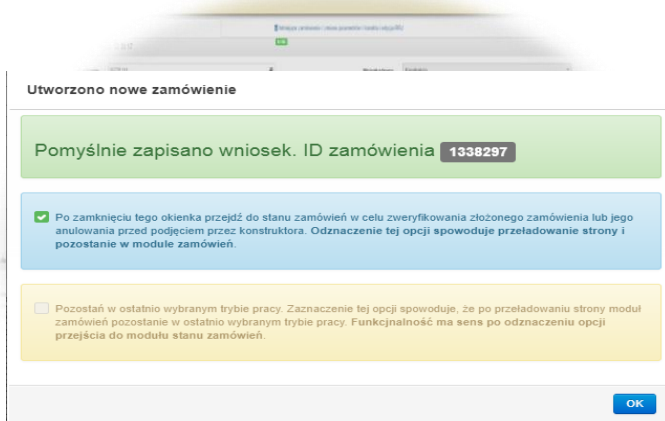 Utworzono nowe zamówienie
Pomyślnie zapisano wniosek. ID zamówienia 1338297
Po zamknięciu tego okienka przejdź do stanu zamówień w celu zweryfikowania złożonego zamówienia lub jego
anulowania przed podjęciem przez konstruktora. Odznaczenie tej opcji spowoduje przeładowanie strony i
pozostanie w module zamówień.
Pozostań w ostatnio wybranym trybie pracy. Zaznaczenie tej opcji spowoduje, że po przeładowaniu strony moduł
zamówień pozostanie w ostatnio wybranym trybie pracy. Funkcjnalność ma sens po odznaczeniu opcji
przejścia do modułu stanu zamówień.
OK